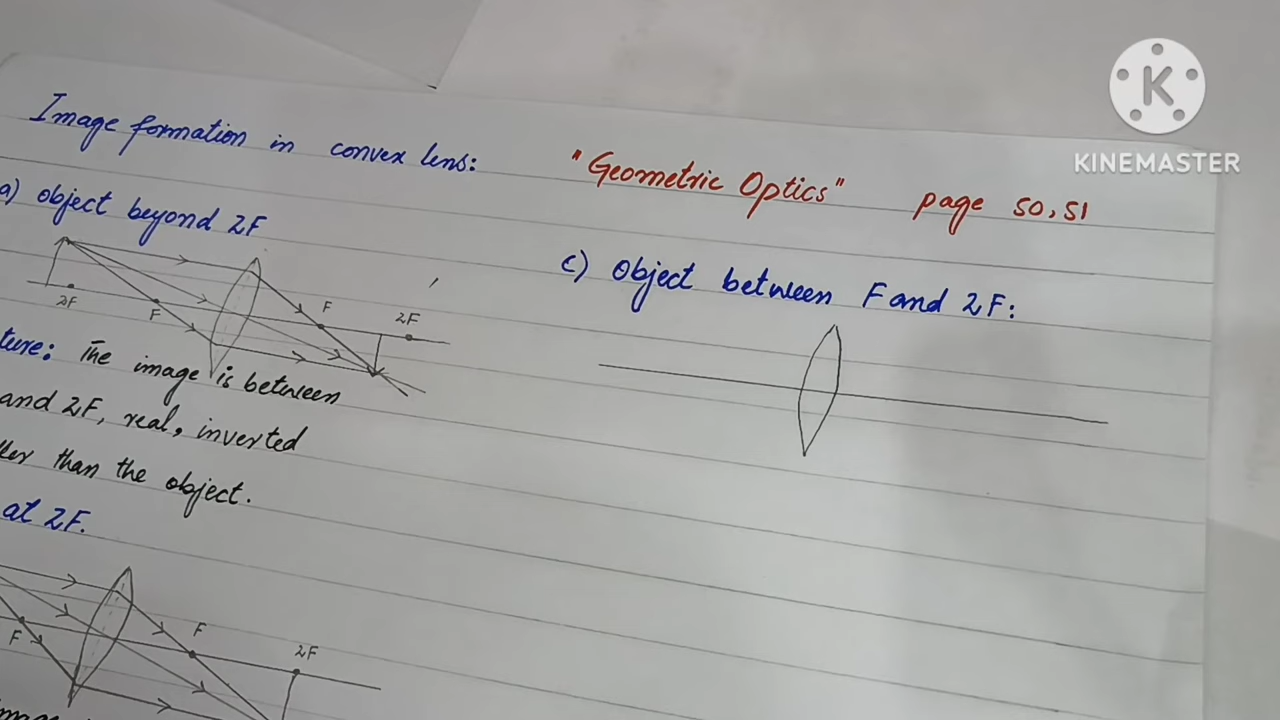 K
KINEMASTER
Image formation in convex lens:
"Geometric Optics" page 50, 51
a) object beyond 2F
2F F F 2F
ture: The image is between
and 2F, real, inverted
ller than the object.
at 2F.
F F 2F
c) Object between F and 2F: